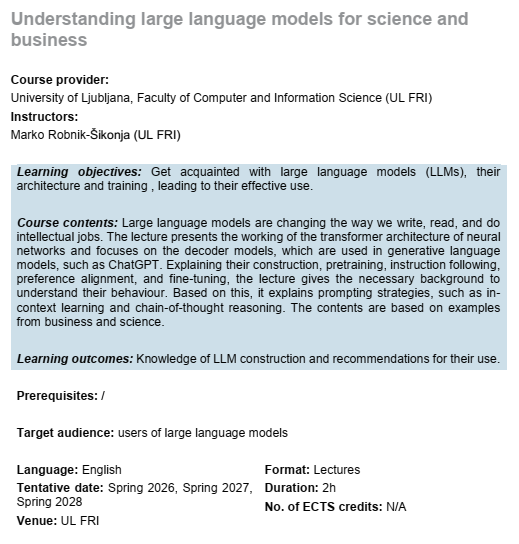 Understanding large language models for science and
business
Course provider:
University of Ljubljana, Faculty of Computer and Information Science (UL FRI)
Instructors:
Marko Robnik-Šikonja (UL FRI)
Learning objectives: Get acquainted with large language models (LLMs), their
architecture and training , leading to their effective use.
Course contents: Large language models are changing the way we write, read, and do
intellectual jobs. The lecture presents the working of the transformer architecture of neural
networks and focuses on the decoder models, which are used in generative language
models, such as ChatGPT. Explaining their construction, pretraining, instruction following,
preference alignment, and fine-tuning, the lecture gives the necessary background to
understand their behaviour. Based on this, it explains prompting strategies, such as in-
context learning and chain-of-thought reasoning. The contents are based on examples
from business and science.
Learning outcomes: Knowledge of LLM construction and recommendations for their use.
Prerequisites: /
Target audience: users of large language models
Language: English
Tentative date: Spring 2026, Spring 2027,
Spring 2028
Venue: UL FRI
Format: Lectures
Duration: 2h
No. of ECTS credits: N/A